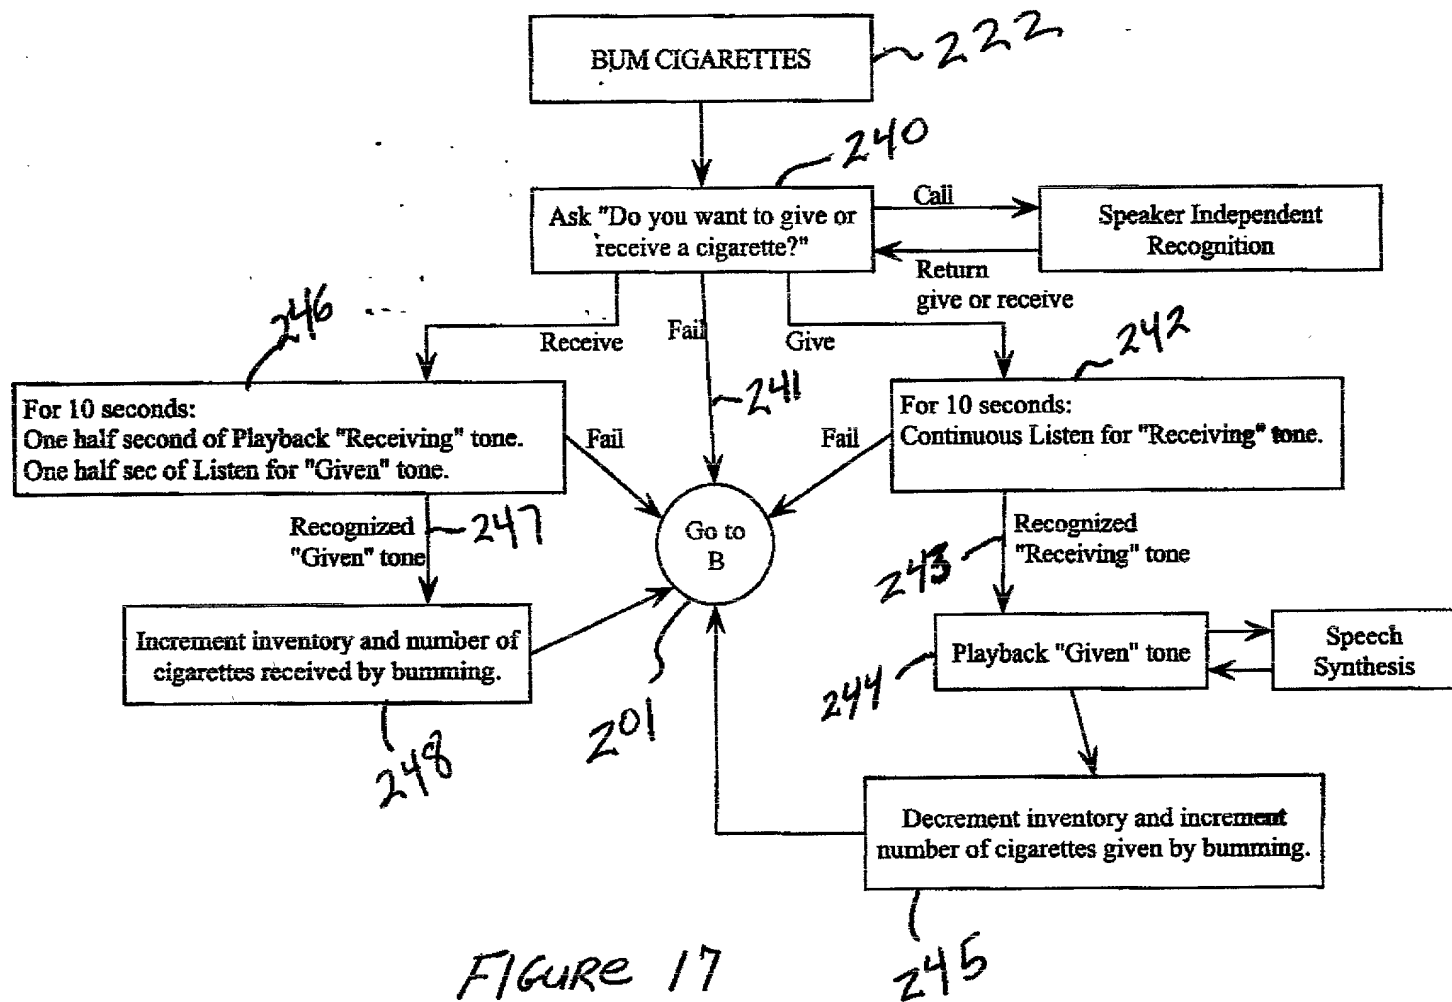 BUM CIGARETTES
222
240
Ask "Do you want to give or
receive a cigarette?"
Call
Return
give or receive
Speaker Independent
Recognition
246
Receive
Fail
Give
242
241
For 10 seconds:
One half second of Playback "Receiving" tone.
One half sec of Listen for "Given" tone.
Fail
Fail
For 10 seconds:
Continuous Listen for "Receiving" tone.
Recognized
"Given" tone
247
Go to
B
243
Recognized
"Receiving" tone
Increment inventory and number of
cigarettes received by bumming.
248
201
244
Playback "Given" tone
Speech
Synthesis
Decrement inventory and increment
number of cigarettes given by bumming.
245
FIGURE 17